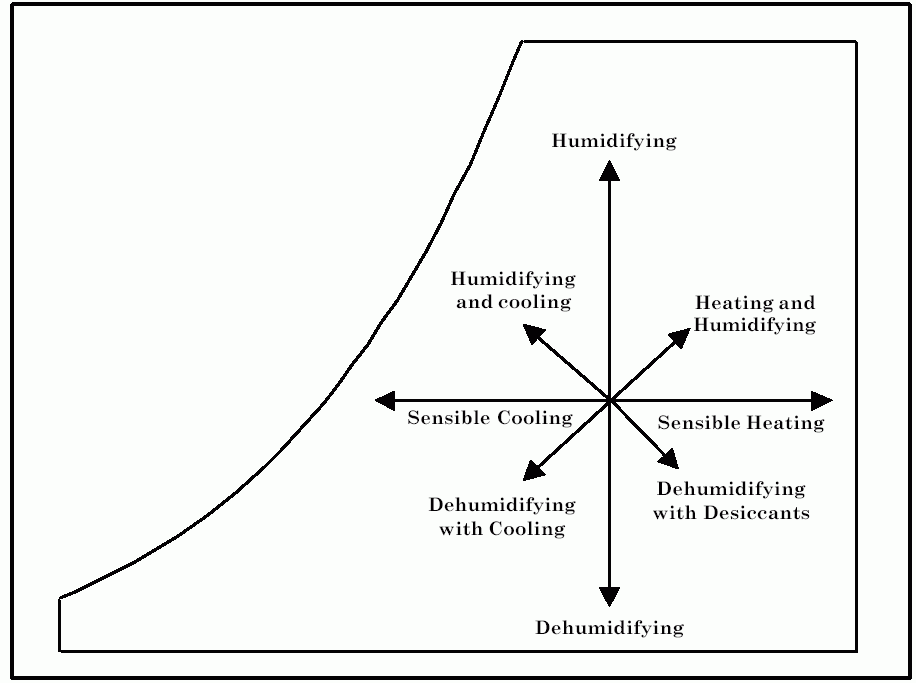 Humidifying
Humidifying
and cooling
Heating and
Humidifying
Sensible Cooling
Sensible Heating
Dehumidifying
with Cooling
Dehumidifying
with Desiccants
Dehumidifying